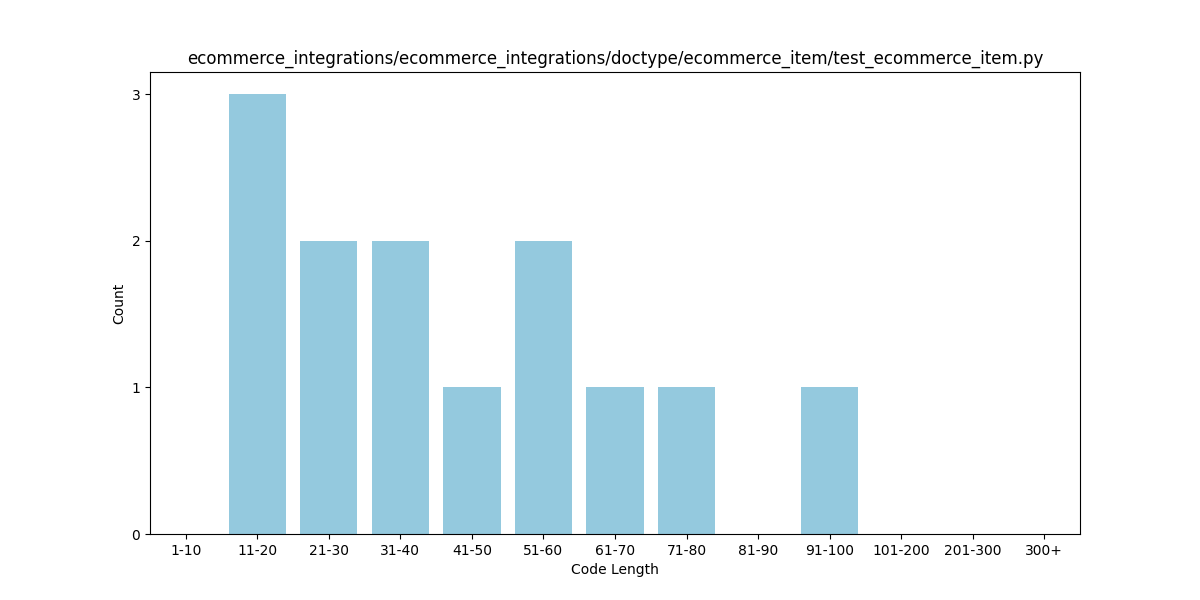 ecommerce_integrations/ecommerce_integrations/doctype/ecommerce_item/test_ecommerce_item.py
3
2
1
0
Count
1-10 11-20 21-30 31-40 41-50 51-60 61-70 71-80 81-90 91-100 101-200 201-300 300+
Code Length